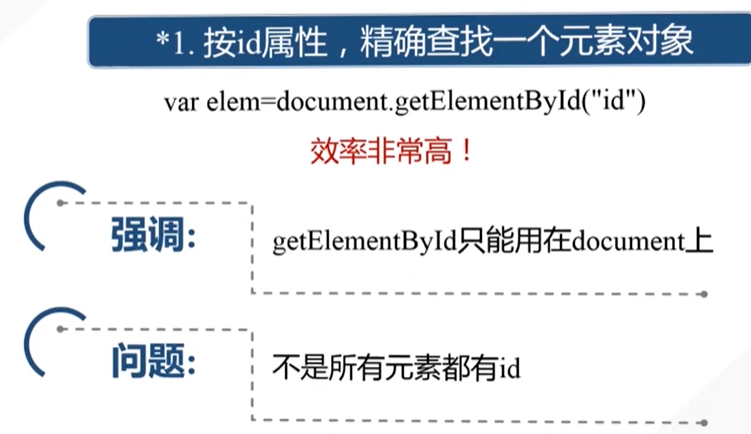 *1. 按id属性，精确查找一个元素对象
var elem=document.getElementById("id")
效率非常高！
强调:
getElementById只能用在document上
问题:
不是所有元素都有id